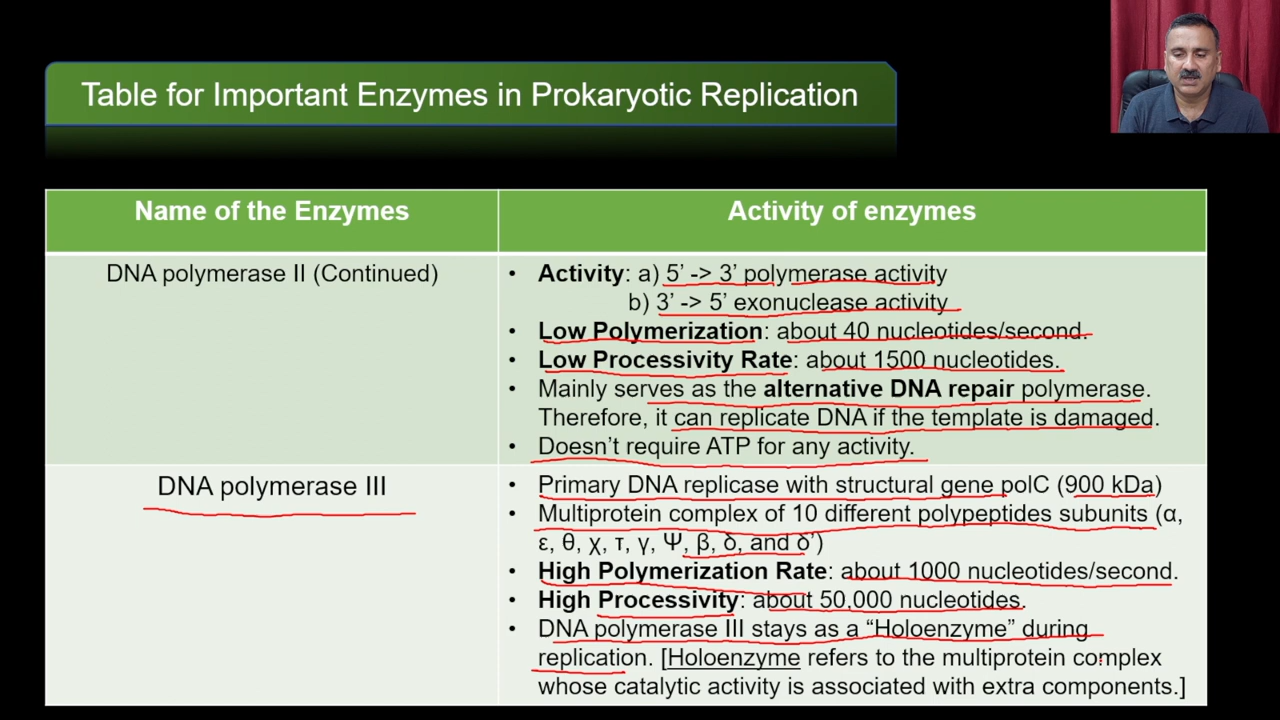 Table for Important Enzymes in Prokaryotic Replication
Name of the Enzymes
Activity of enzymes
DNA polymerase II (Continued)
• Activity: a) 5’ -> 3’ polymerase activity
b) 3’ -> 5’ exonuclease activity
• Low Polymerization: about 40 nucleotides/second.
• Low Processivity Rate: about 1500 nucleotides.
• Mainly serves as the alternative DNA repair polymerase.
Therefore, it can replicate DNA if the template is damaged.
• Doesn’t require ATP for any activity.
DNA polymerase III
• Primary DNA replicase with structural gene polC (900 kDa)
• Multiprotein complex of 10 different polypeptides subunits (α,
ε, θ, χ, τ, γ, Ψ, β, δ, and δ’)
• High Polymerization Rate: about 1000 nucleotides/second.
• High Processivity: about 50,000 nucleotides.
• DNA polymerase III stays as a “Holoenzyme” during
replication. [Holoenzyme refers to the multiprotein complex
whose catalytic activity is associated with extra components.]